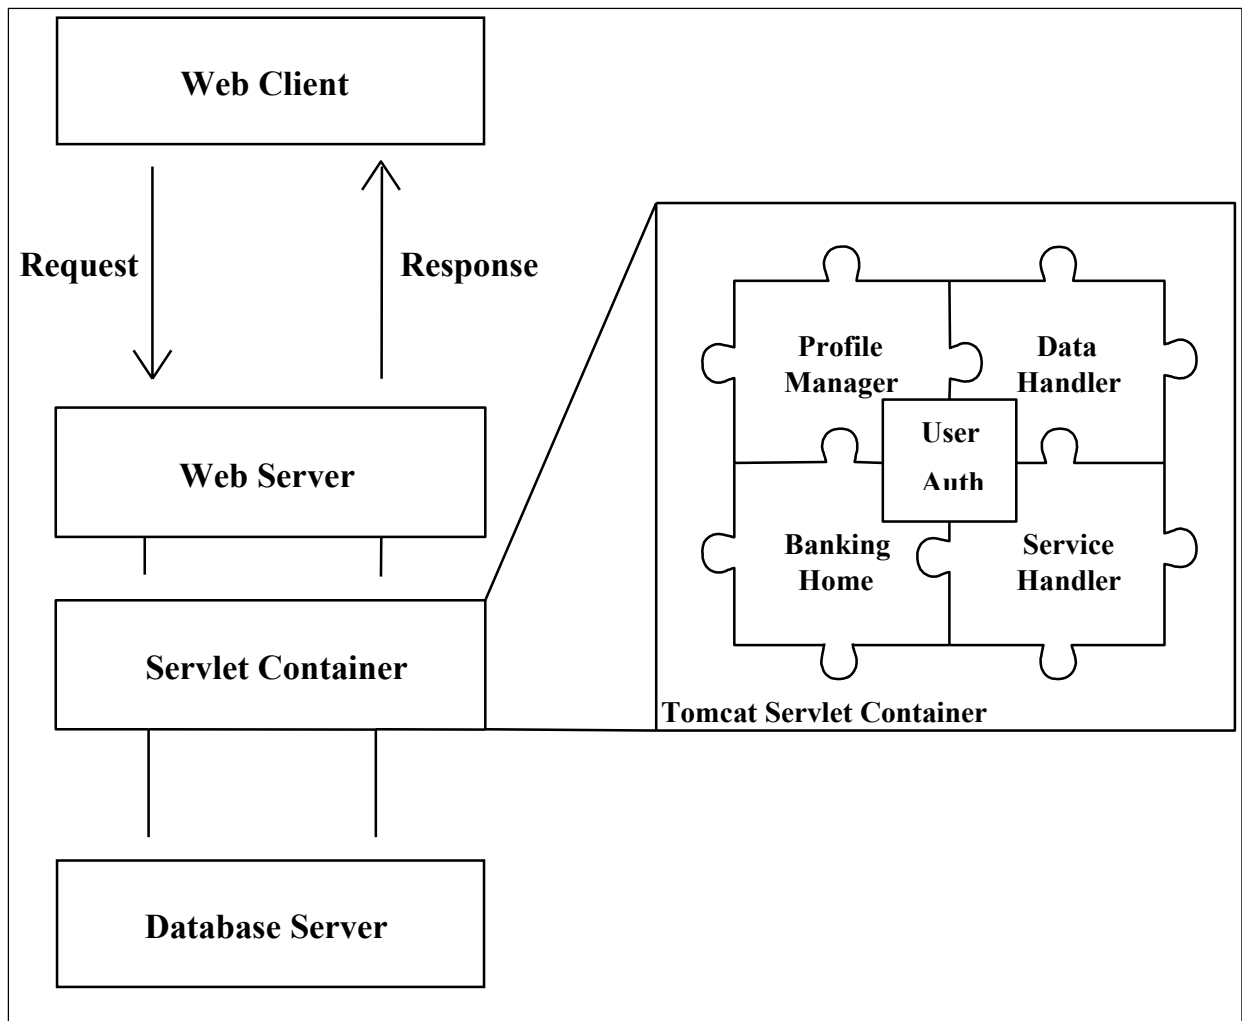 Web Client
Request
Response
Web Server
Servlet Container
Database Server
Profile
Manager
Data
Handler
User
Auth
Banking
Home
Service
Handler
Tomcat Servlet Container